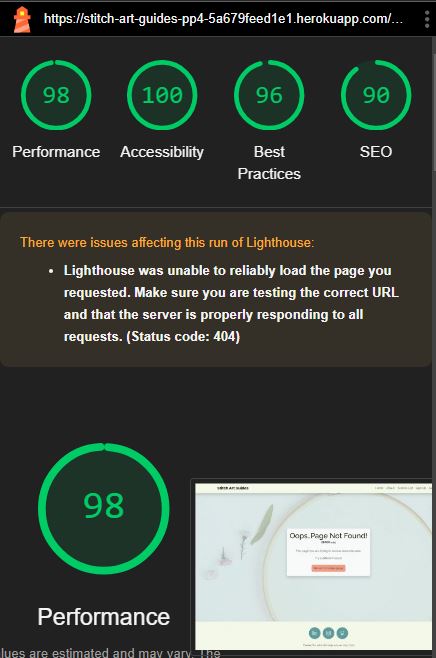 https://stitch-art-guides-pp4-5a679feed1e1.herokuapp.com/...
98
100
96
90
Performance
Accessibility
Best
Practices
SEO
There were issues affecting this run of Lighthouse:
• Lighthouse was unable to reliably load the page you
requested. Make sure you are testing the correct URL
and that the server is properly responding to all
requests. (Status code: 404)
98
Stitch Art Guides
Oops..Page Not Found!
Performance
lues are estimated and may vary. The